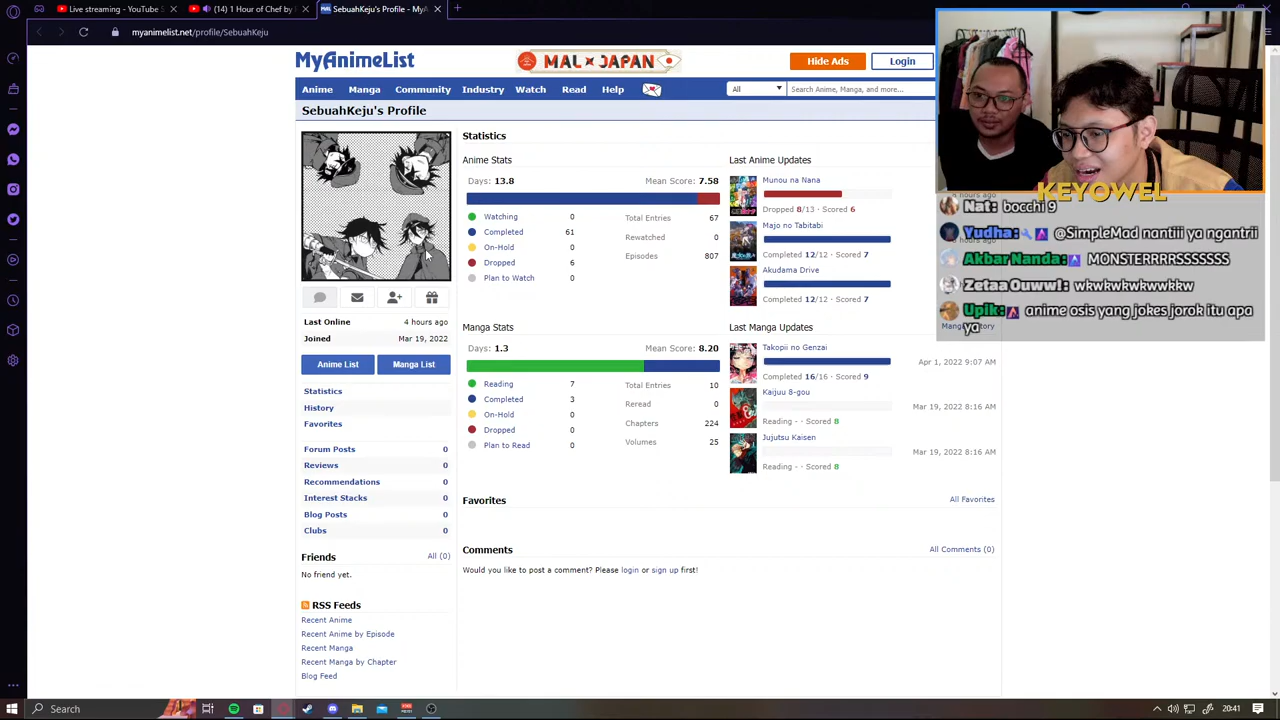 Live streaming - YouTube S
(14) 1 Hour of Chef by
SebuahKeju's Profile - MyAnimeL
myanimelist.net/profile/SebuahKeju
MyAnimeList
MAL x JAPAN
Hide Ads
Login
Anime Manga Community Industry Watch Read Help
All
Search Anime, Manga, and more...
SebuahKeju's Profile
Statistics
Anime Stats
Days: 13.8 Mean Score: 7.58
Watching 0
Completed 61
On-Hold 0
Dropped 6
Plan to Watch 0
Total Entries 67
Rewatched 0
Episodes 807
Last Anime Updates
Munou na Nana
Dropped 8/13 · Scored 6
Majo no Tabitabi
Completed 12/12 · Scored 7
Akudama Drive
Completed 12/12 · Scored 7
Last Online 4 hours ago
Joined Mar 19, 2022
Anime List
Manga List
Statistics
History
Favorites
Forum Posts 0
Reviews 0
Recommendations 0
Interest Stacks 0
Blog Posts 0
Clubs 0
Friends All (0)
No friend yet.
RSS Feeds
Recent Anime
Recent Anime by Episode
Recent Manga
Recent Manga by Chapter
Blog Feed
Manga Stats
Days: 1.3 Mean Score: 8.20
Reading 7
Completed 3
On-Hold 0
Dropped 0
Plan to Read 0
Total Entries 10
Reread 0
Chapters 224
Volumes 25
Last Manga Updates
Takopii no Genzai
Completed 16/16 · Scored 9
Apr 1, 2022 9:07 AM
Kaijuu 8-gou
Reading - · Scored 8
Mar 19, 2022 8:16 AM
Jujutsu Kaisen
Reading - · Scored 8
Mar 19, 2022 8:16 AM
Favorites
All Favorites
Comments
All Comments (0)
Would you like to post a comment? Please login or sign up first!
KEYOWEL
hours ago
Nat: bocchi 9
Yudha: @SimpleMad nantiii ya ngantrii
hours ago
Akbar Nanda: MONSTERRRRSSSSSS
ZetaaOuww!: wkwkwkwkwwkkw
Upik: anime osis yang jokes jorok itu apa
ya
Search
ENG
20:41